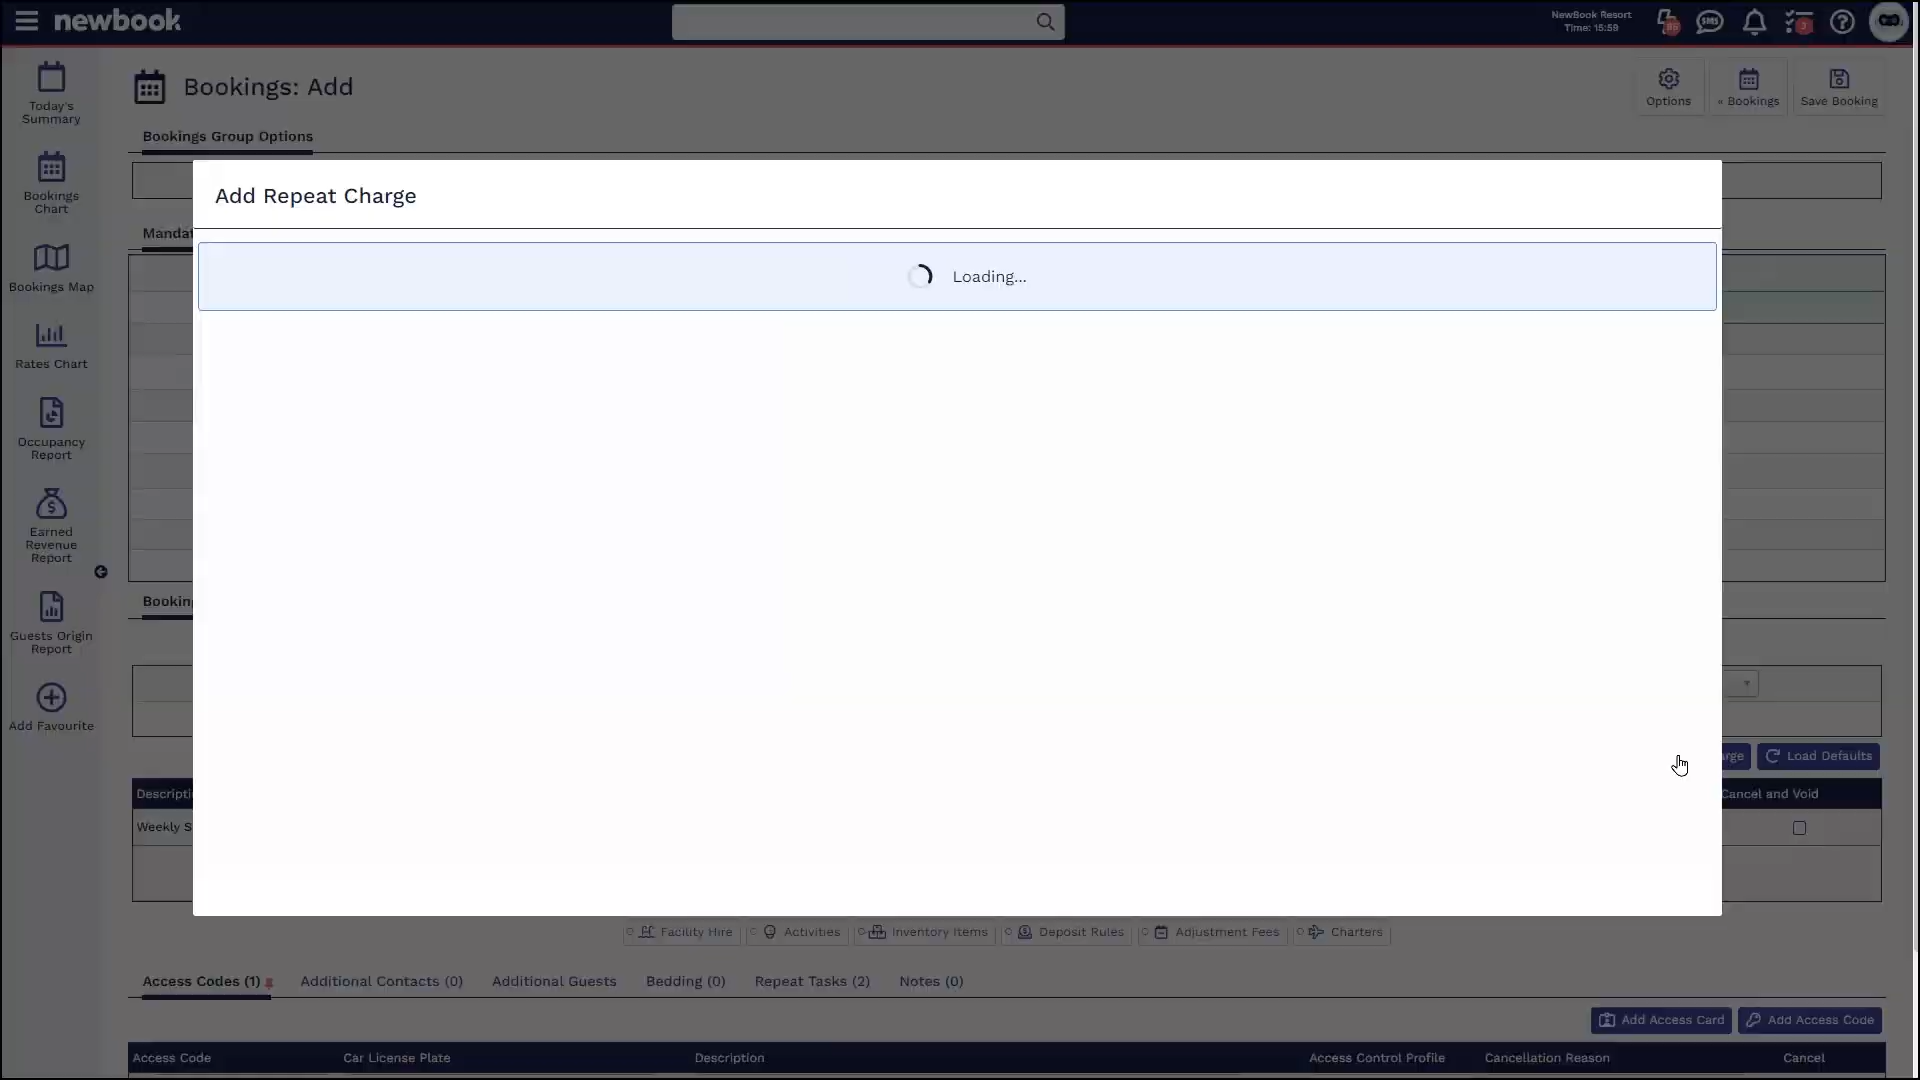 newbook
NewBook Resort
Time: 15:59
SMS
3
Today's
Summary
Bookings
Chart
Bookings Map
Rates Chart
Occupancy
Report
Earned
Revenue
Report
Guests Origin
Report
Add Favourite
Bookings: Add
Options
« Bookings
Save Booking
Bookings Group Options
Add Repeat Charge
Loading...
Load Defaults
Cancel and Void
Weekly
Facility Hire
Activities
Inventory Items
Deposit Rules
Adjustment Fees
Charters
Access Codes (1)
Additional Contacts (0)
Additional Guests
Bedding (0)
Repeat Tasks (2)
Notes (0)
Add Access Card
Add Access Code
Access Code
Car License Plate
Description
Access Control Profile
Cancellation Reason
Cancel